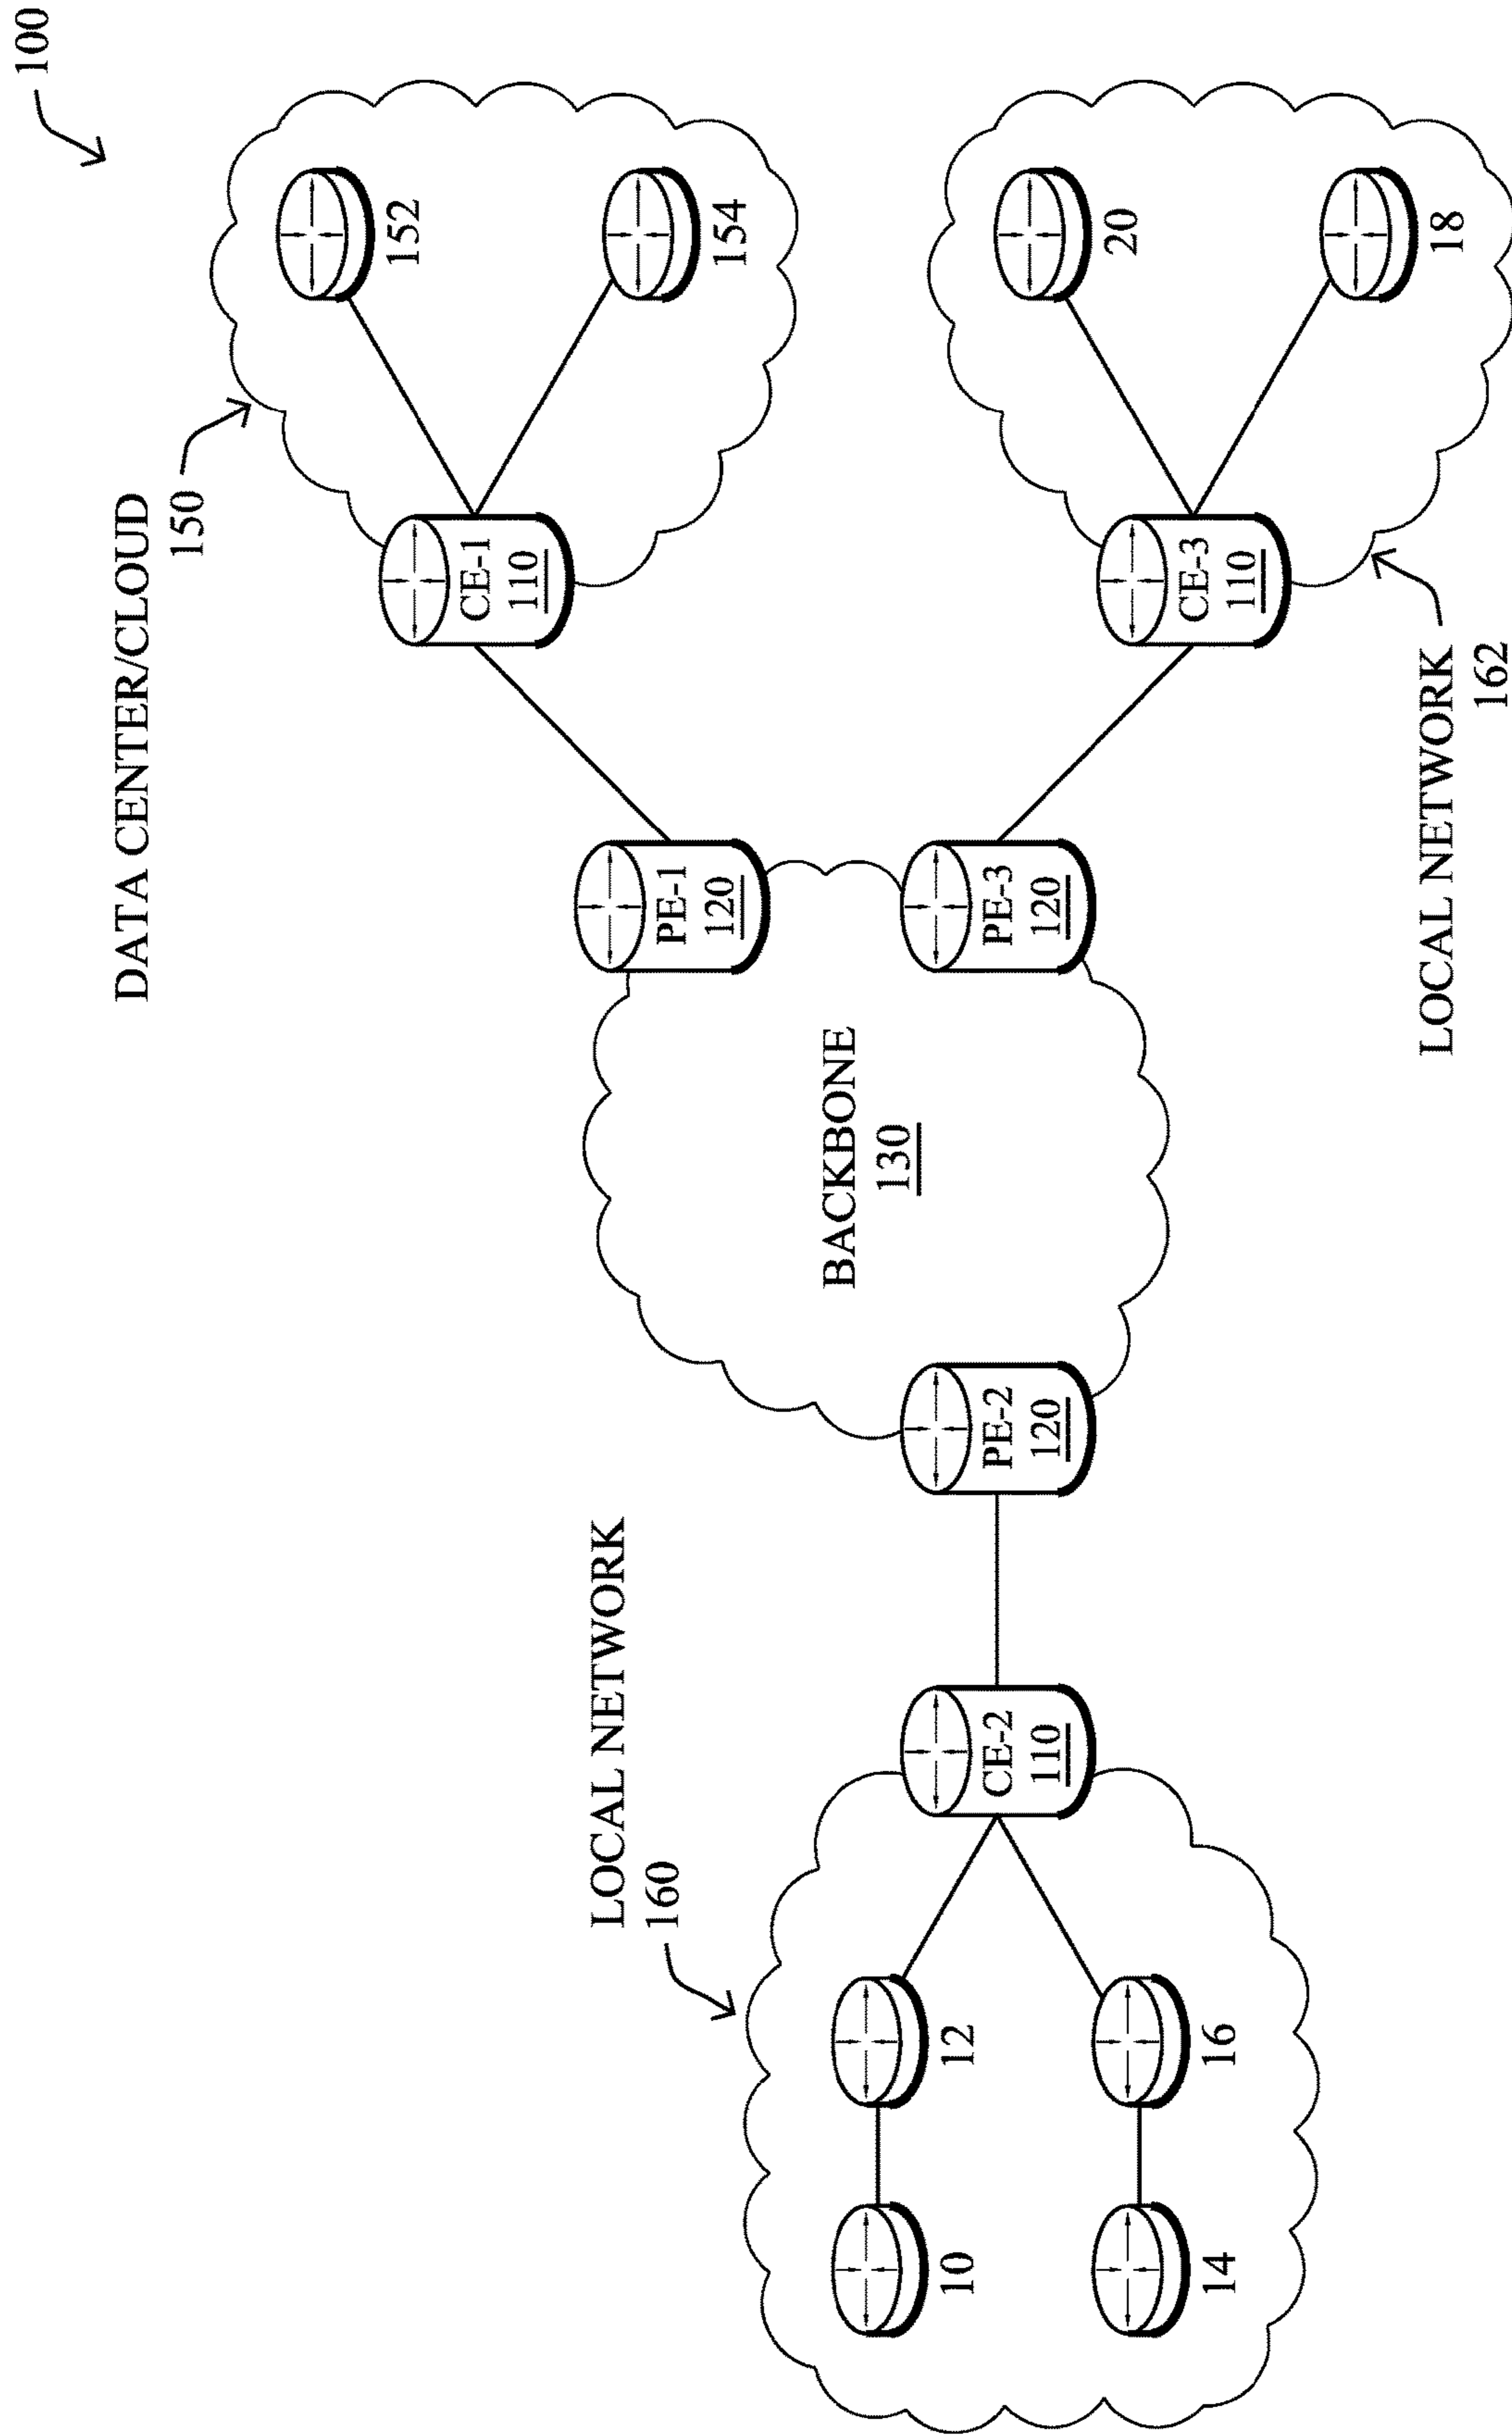 100
DATA CENTER/CLOUD
150
152
154
CE-1
110
PE-1
120
LOCAL NETWORK
160
BACKBONE
130
10
12
CE-2
110
PE-2
120
PE-3
120
14
16
CE-3
110
20
18
LOCAL NETWORK
162